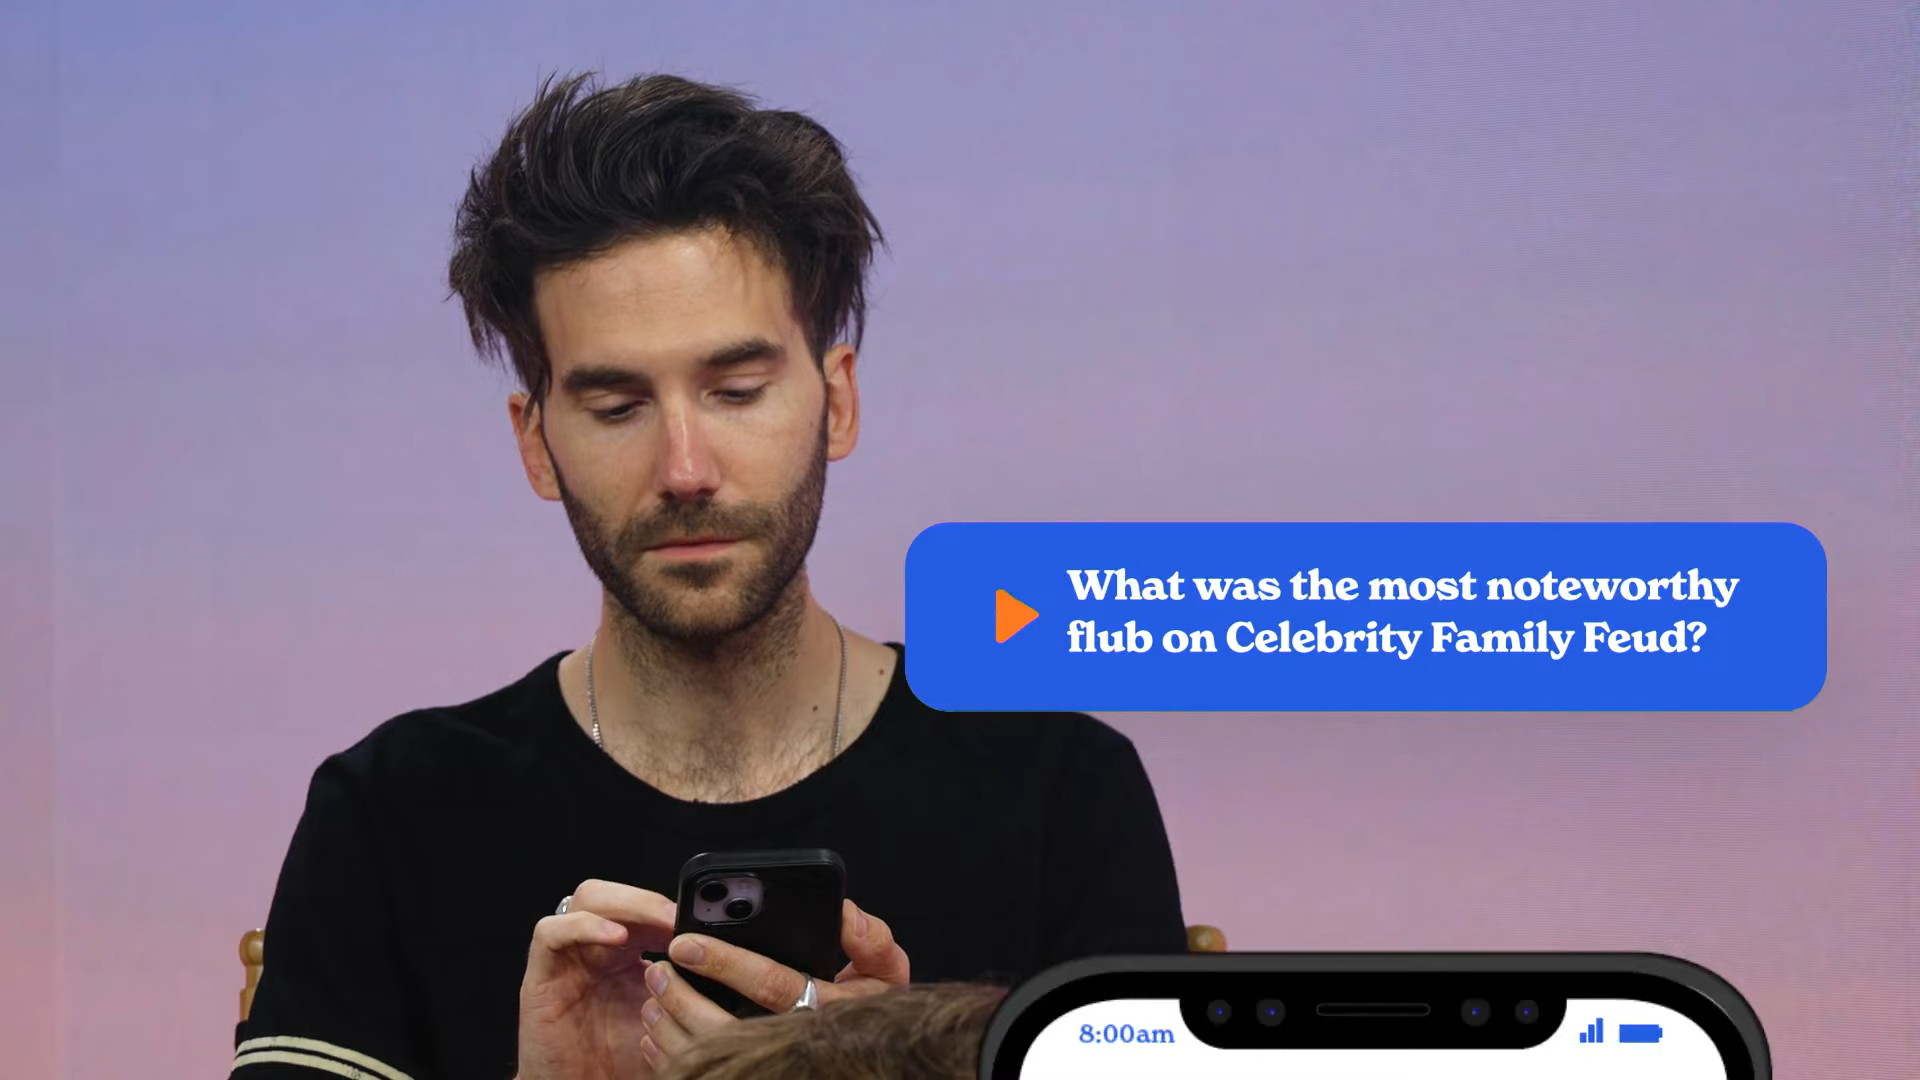 What was the most noteworthy
flub on Celebrity Family Feud?
8:00am